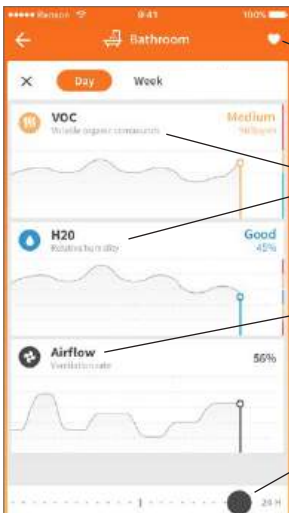 9:41 100%
Bathroom
Day Week
VOC Medium
Volatile organic compounds
H20 Good
Relative humidity 45%
Airflow 56%
Ventilation rate
24 H